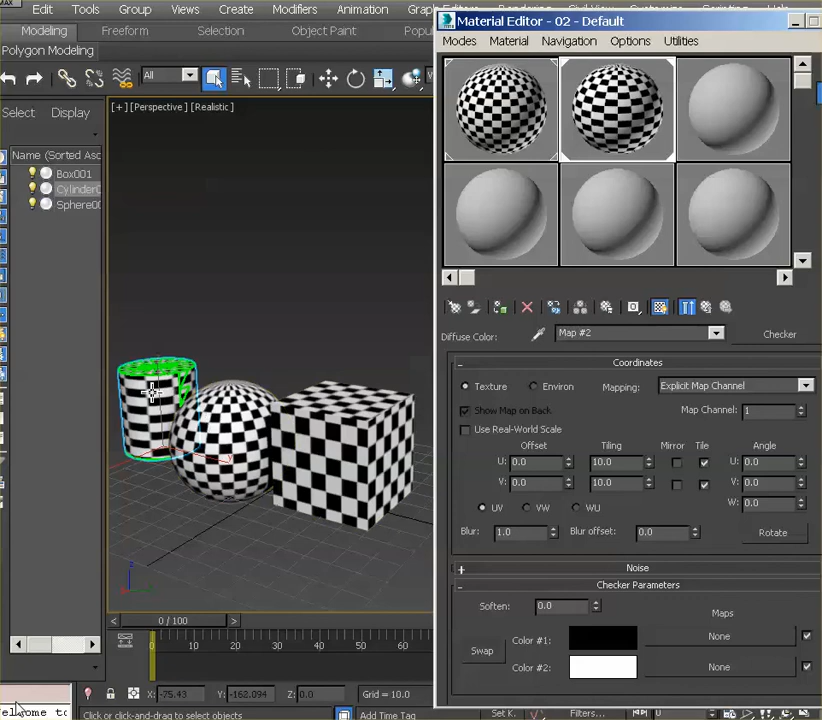 Material Editor - 02 - Default
Edit Tools Group Views Create Modifiers Animation
Modes Material Navigation Options Utilities
Modeling Freeform Selection Object Paint
Polygon Modeling
All
Select Display
[+] [Perspective] [Realistic]
Name (Sorted Asc
Box001
Cylinder0
Sphere00
Diffuse Color: Map #2 Checker
Coordinates
Texture Environ Mapping: Explicit Map Channel
Show Map on Back Map Channel: 1
Use Real-World Scale
Offset Tiling Mirror Tile Angle
U: 0.0 10.0 U: 0.0
V: 0.0 10.0 V: 0.0
W: 0.0
UV VW WU
Blur: 1.0 Blur offset: 0.0 Rotate
Noise
Checker Parameters
Soften: 0.0 Maps
Swap Color #1: None
Color #2: None
0 / 100
0 10 20 30 40 50 60
X: -75.43 Y: -162.094 Z: 0.0 Grid = 10.0
elcome to
Click or click-and-drag to select objects
Add Time Tag
Set K. Filters...